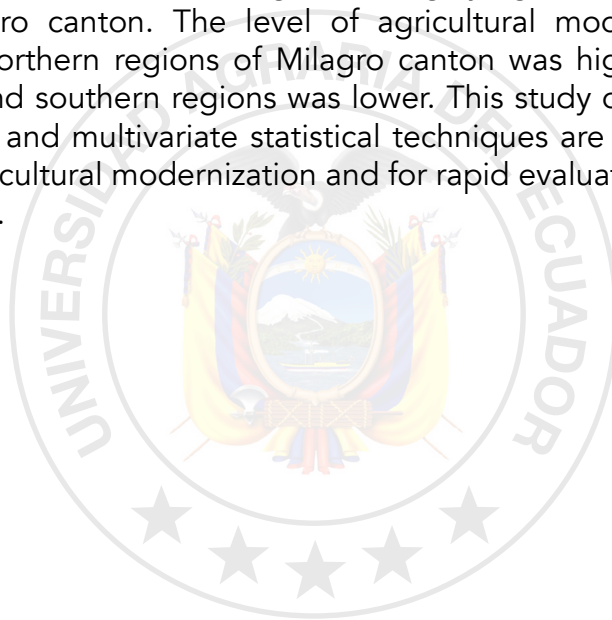 ro canton. The level of agricultural mod
orthern regions of Milagro canton was hig
nd southern regions was lower. This study c
and multivariate statistical techniques are
cultural modernization and for rapid evaluat
.
UNIVERSIDAD AGRARIA DEL ECUADOR